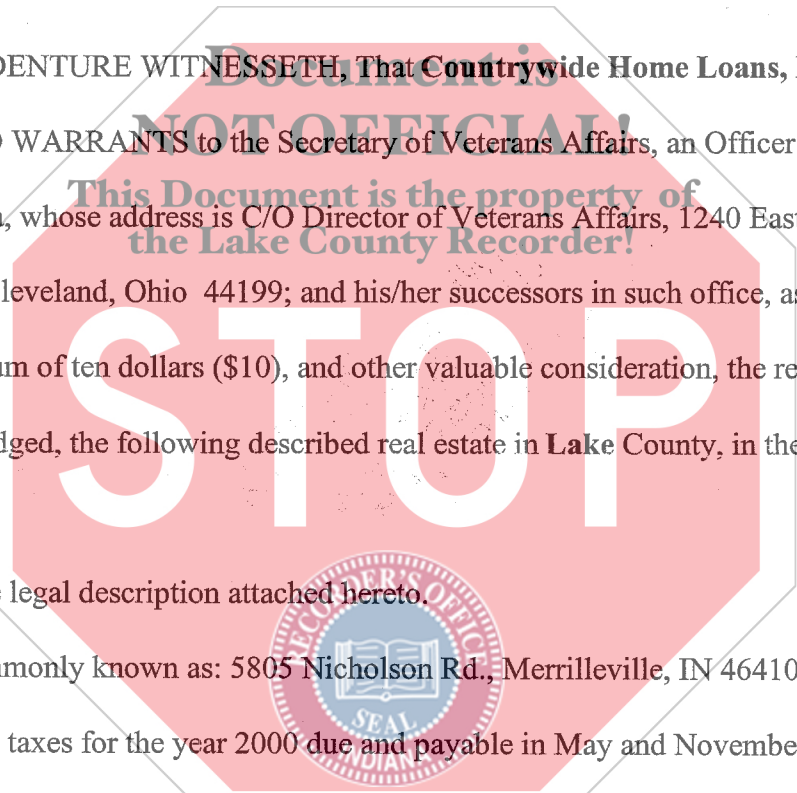 Document is
DENTURE WITNESSETH, That Countrywide Home Loans,
NOT OFFICIAL!
WARRANTS to the Secretary of Veterans Affairs, an Officer
This Document is the property of
, whose address is C/O Director of Veterans Affairs, 1240 East
the Lake County Recorder!
leveland, Ohio 44199; and his/her successors in such office, as
um of ten dollars ($10), and other valuable consideration, the re
STOP
dged, the following described real estate in Lake County, in the
legal description attached hereto.
RECORDER'S OFFICE
mmonly known as: 5805 Nicholson Rd., Merrilleville, IN 46410
SEAL
INDIANA
taxes for the year 2000 due and payable in May and Novembe